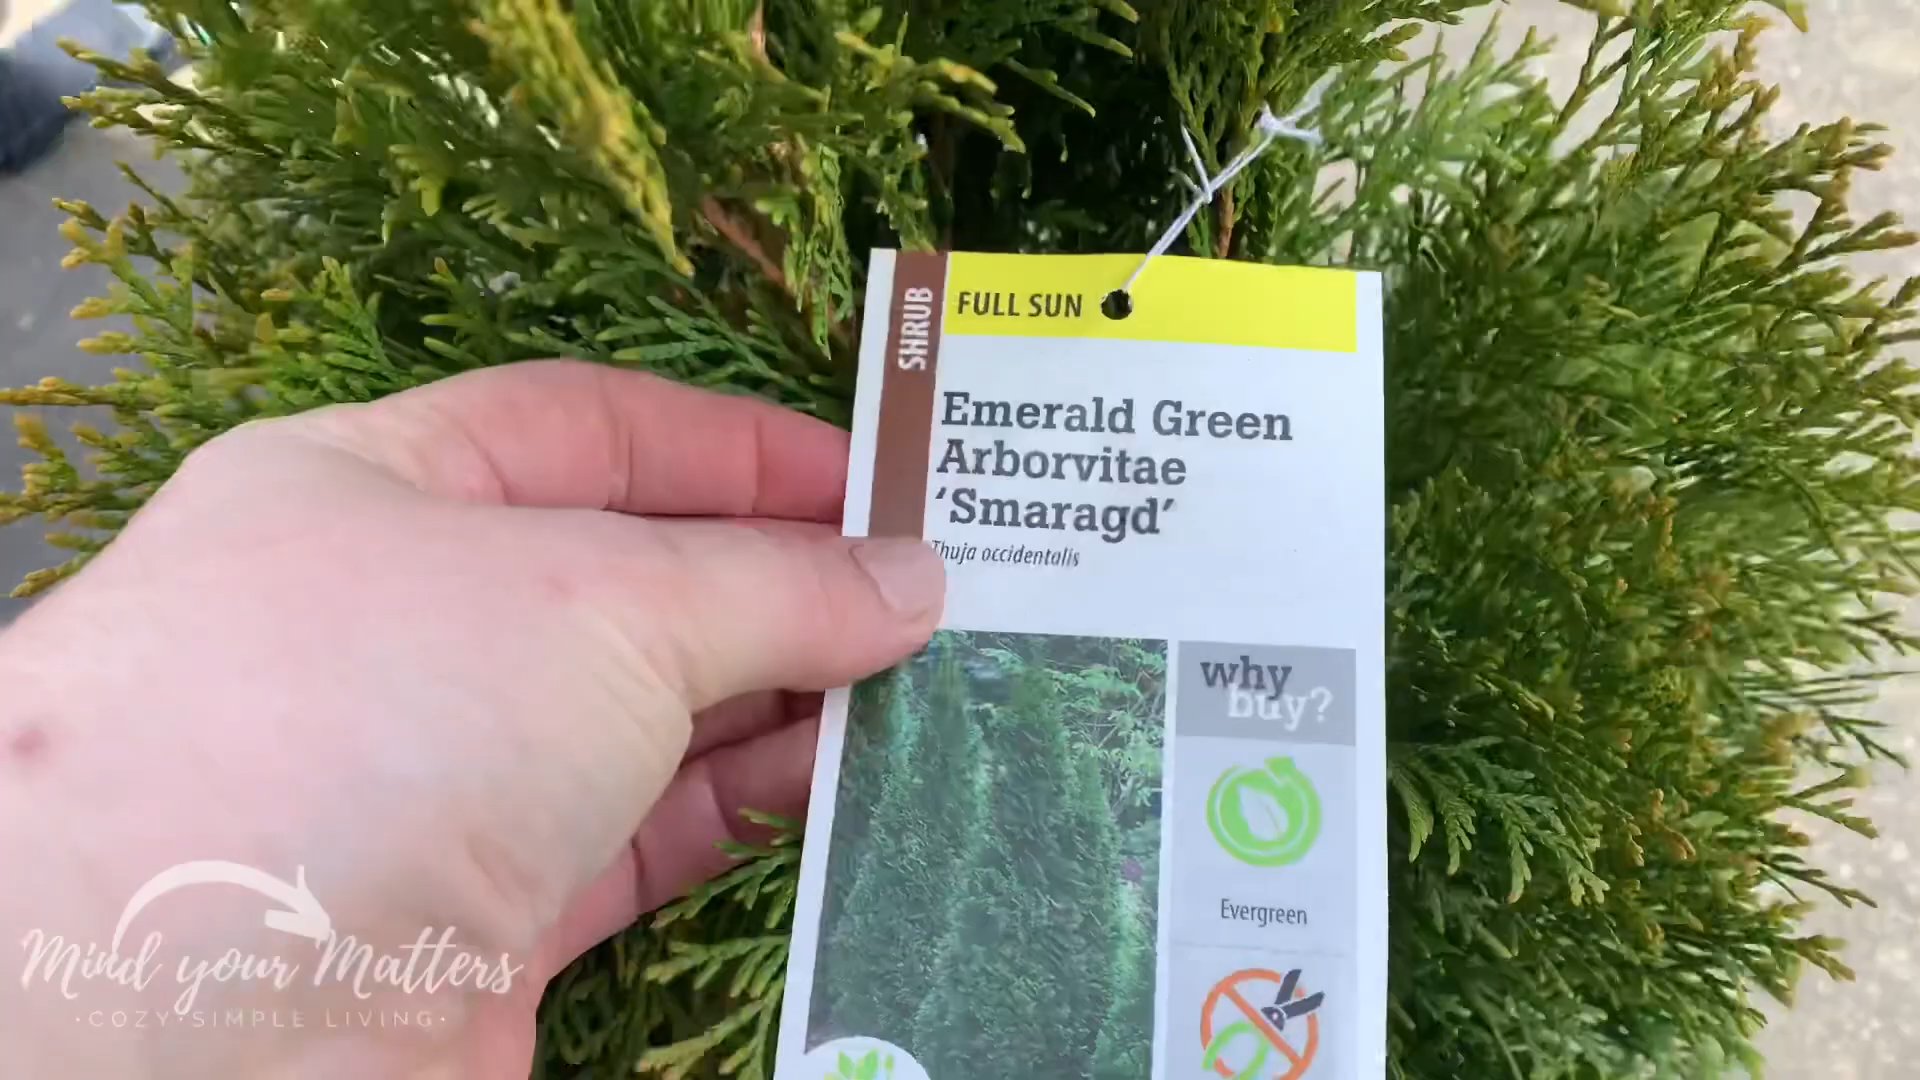 SHRUB
FULL SUN
Emerald Green
Arborvitae
‘Smaragd’
Thuja occidentalis
why
buy?
Evergreen
Mind your Matters
·COZY·SIMPLE LIVING·